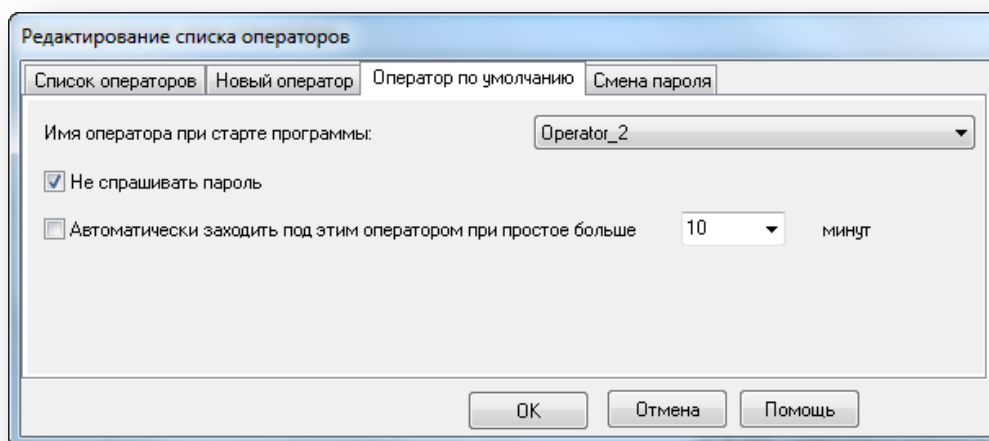 Редактирование списка операторов
Список операторов Новый оператор Оператор по умолчанию Смена пароля
Имя оператора при старте программы: Operator_2
Не спрашивать пароль
Автоматически заходить под этим оператором при простое больше 10 минут
OK Отмена Помощь